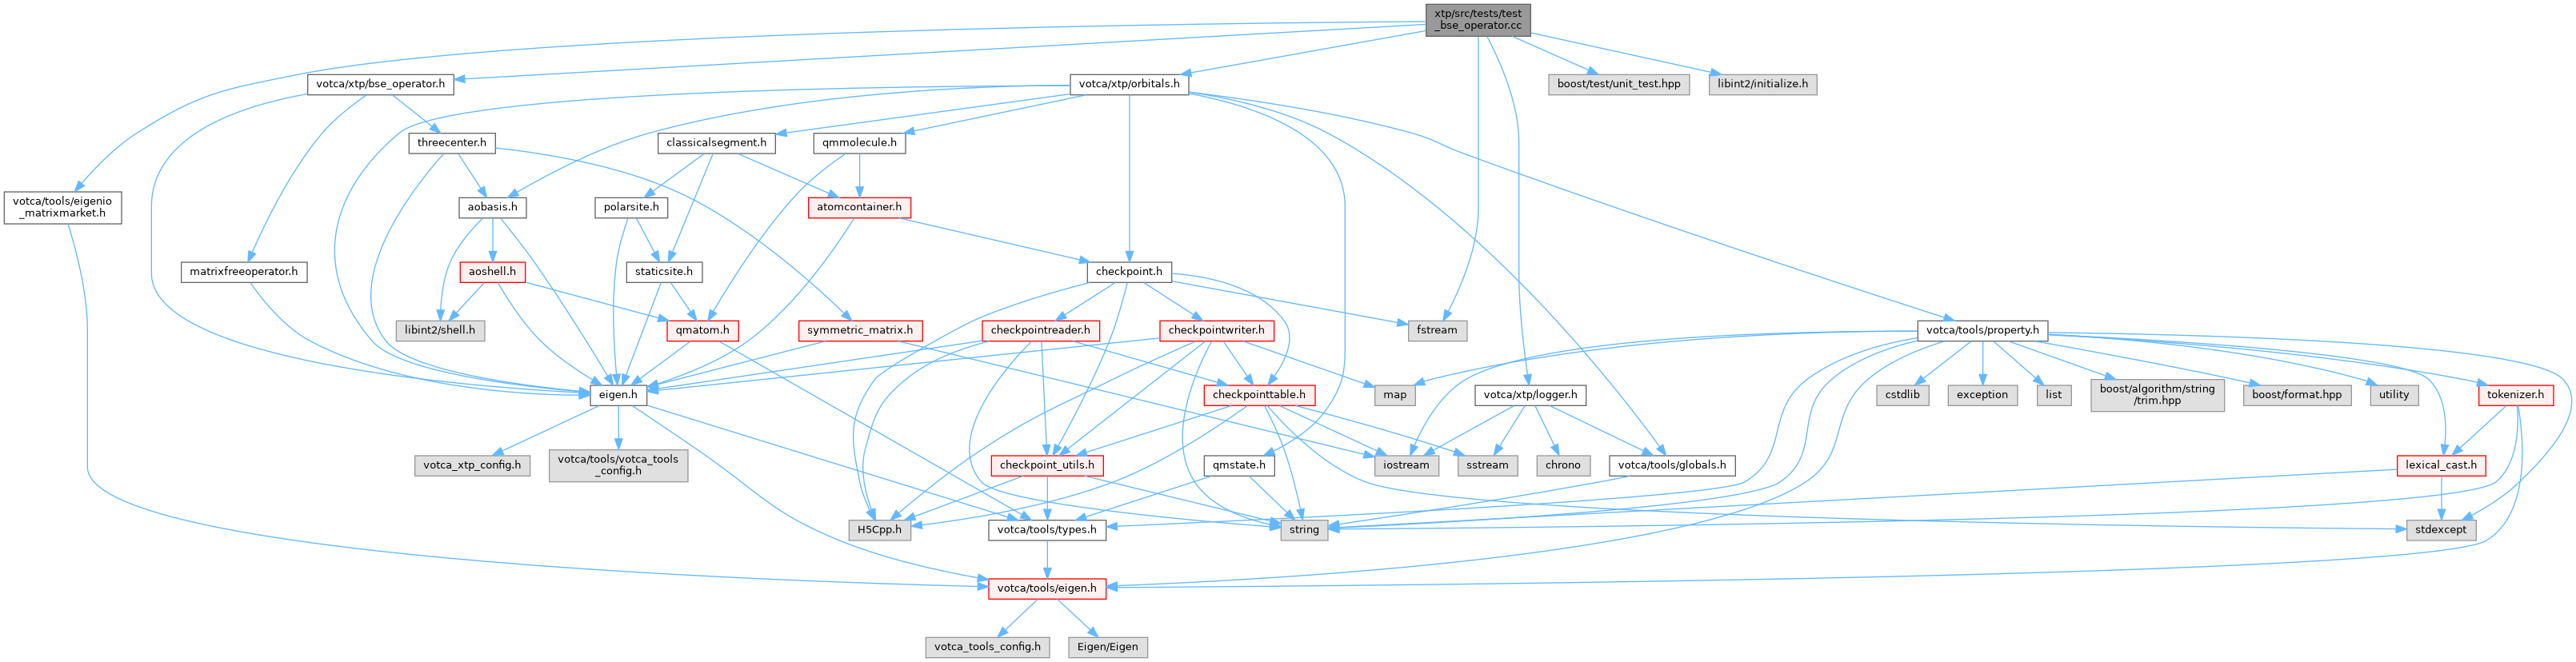 xtp/src/tests/test
_bse_operator.cc
votca/xtp/bse_operator.h
votca/xtp/orbitals.h
boost/test/unit_test.hpp
libint2/initialize.h
threecenter.h
classicalsegment.h
qmmolecule.h
votca/tools/eigenio
_matrixmarket.h
aobasis.h
polarsite.h
atomcontainer.h
matrixfreeoperator.h
aoshell.h
staticsite.h
checkpoint.h
libint2/shell.h
qmatom.h
symmetric_matrix.h
checkpointreader.h
checkpointwriter.h
fstream
votca/tools/property.h
eigen.h
checkpointtable.h
map
votca/xtp/logger.h
cstdlib
exception
list
boost/algorithm/string
/trim.hpp
boost/format.hpp
utility
tokenizer.h
votca_xtp_config.h
votca/tools/votca_tools
_config.h
checkpoint_utils.h
qmstate.h
iostream
sstream
chrono
votca/tools/globals.h
lexical_cast.h
H5Cpp.h
votca/tools/types.h
string
stdexcept
votca/tools/eigen.h
votca_tools_config.h
Eigen/Eigen